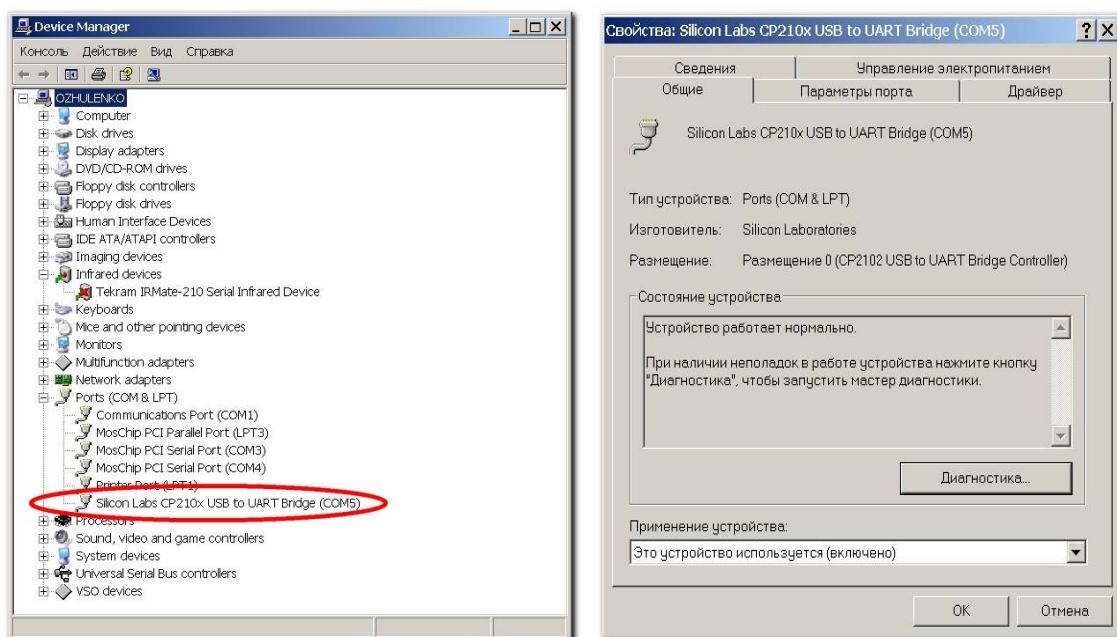 Device Manager
Консоль Действие Вид Справка
OZHULENKO
Computer
Disk drives
Display adapters
DVD/CD-ROM drives
Floppy disk controllers
Floppy disk drives
Human Interface Devices
IDE ATA/ATAPI controllers
Imaging devices
Infrared devices
Tekram IRMate-210 Serial Infrared Device
Keyboards
Mice and other pointing devices
Monitors
Multifunction adapters
Network adapters
Ports (COM & LPT)
Communications Port (COM1)
MosChip PCI Parallel Port (LPT3)
MosChip PCI Serial Port (COM3)
MosChip PCI Serial Port (COM4)
Printer Port (LPT1)
Silicon Labs CP210x USB to UART Bridge (COM5)
Processors
Sound, video and game controllers
System devices
Universal Serial Bus controllers
VSO devices
Свойства: Silicon Labs CP210x USB to UART Bridge (COM5)
Сведения Управление электропитанием
Общие Параметры порта Драйвер
Silicon Labs CP210x USB to UART Bridge (COM5)
Тип устройства: Ports (COM & LPT)
Изготовитель: Silicon Laboratories
Размещение: Размещение 0 (CP2102 USB to UART Bridge Controller)
Состояние устройства
Устройство работает нормально.
При наличии неполадок в работе устройства нажмите кнопку
"Диагностика", чтобы запустить мастер диагностики.
Диагностика...
Применение устройства:
Это устройство используется (включено)
OK Отмена